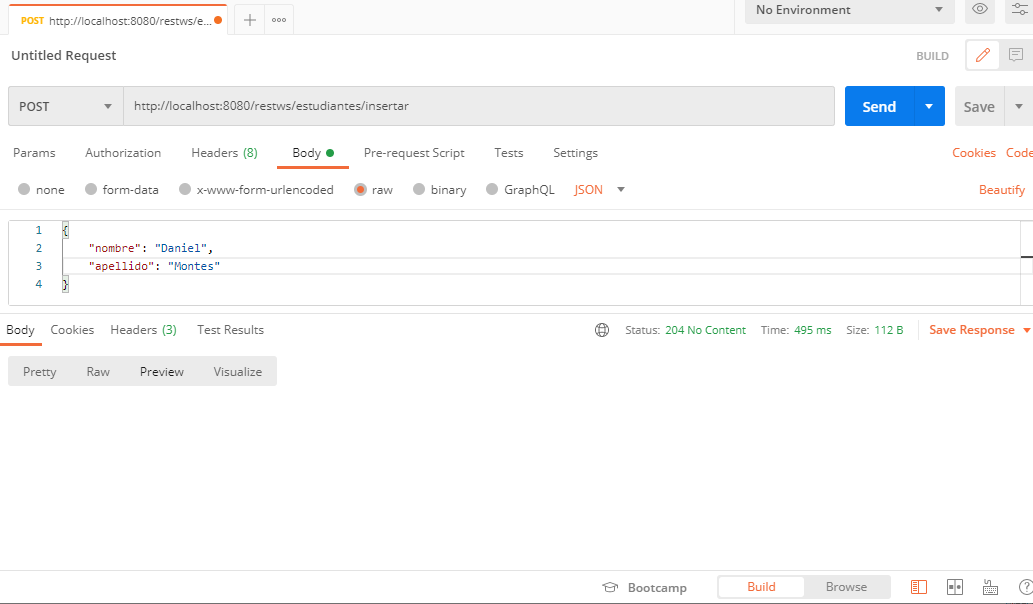 POST http://localhost:8080/restws/e...
No Environment
Untitled Request
BUILD
POST http://localhost:8080/restws/estudiantes/insertar Send Save
Params Authorization Headers (8) Body Pre-request Script Tests Settings Cookies Code
none form-data x-www-form-urlencoded raw binary GraphQL JSON Beautify
1 {
2 "nombre": "Daniel",
3 "apellido": "Montes"
4 }
Body Cookies Headers (3) Test Results Status: 204 No Content Time: 495 ms Size: 112 B Save Response
Pretty Raw Preview Visualize
Bootcamp Build Browse